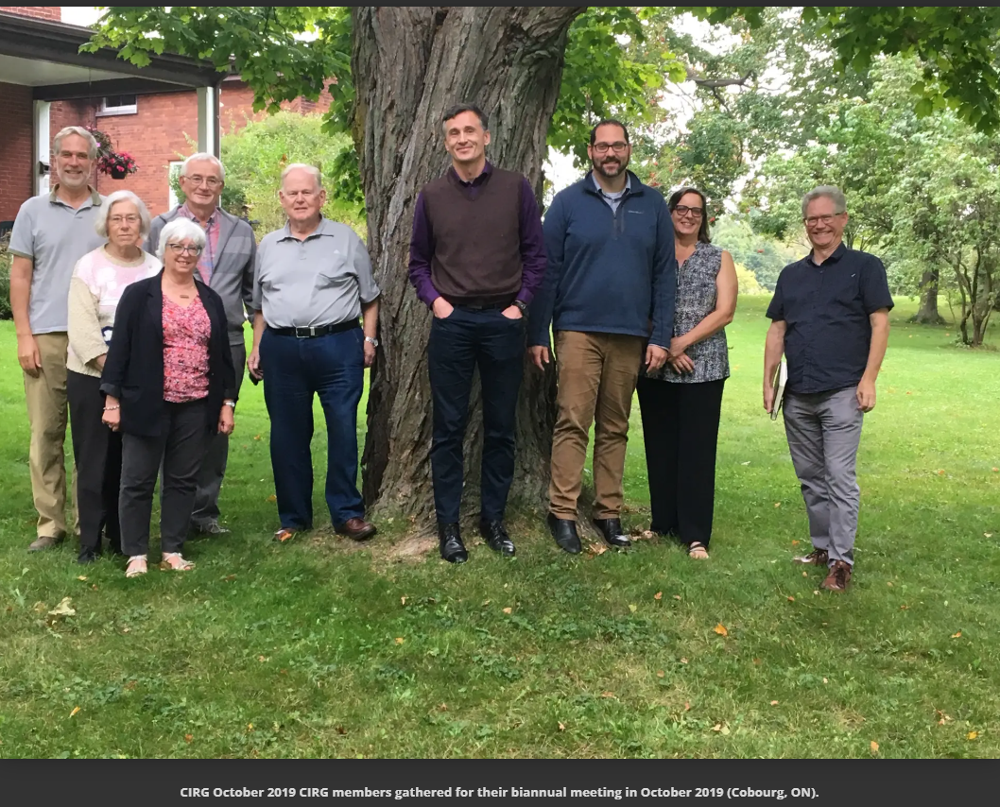 CIRG October 2019 CIRG members gathered for their biannual meeting in October 2019 (Cobourg, ON).